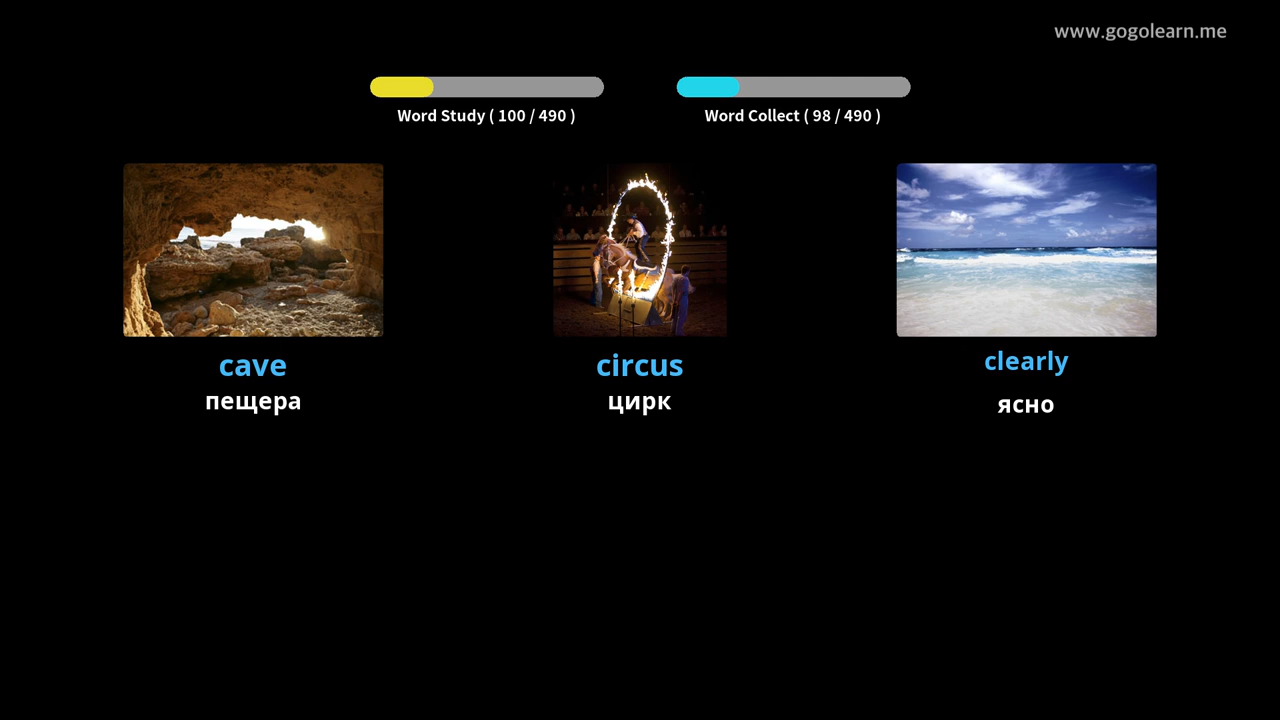 www.gogolearn.me
Word Study ( 100 / 490 )
Word Collect ( 98 / 490 )
cave
пещера
circus
цирк
clearly
ясно